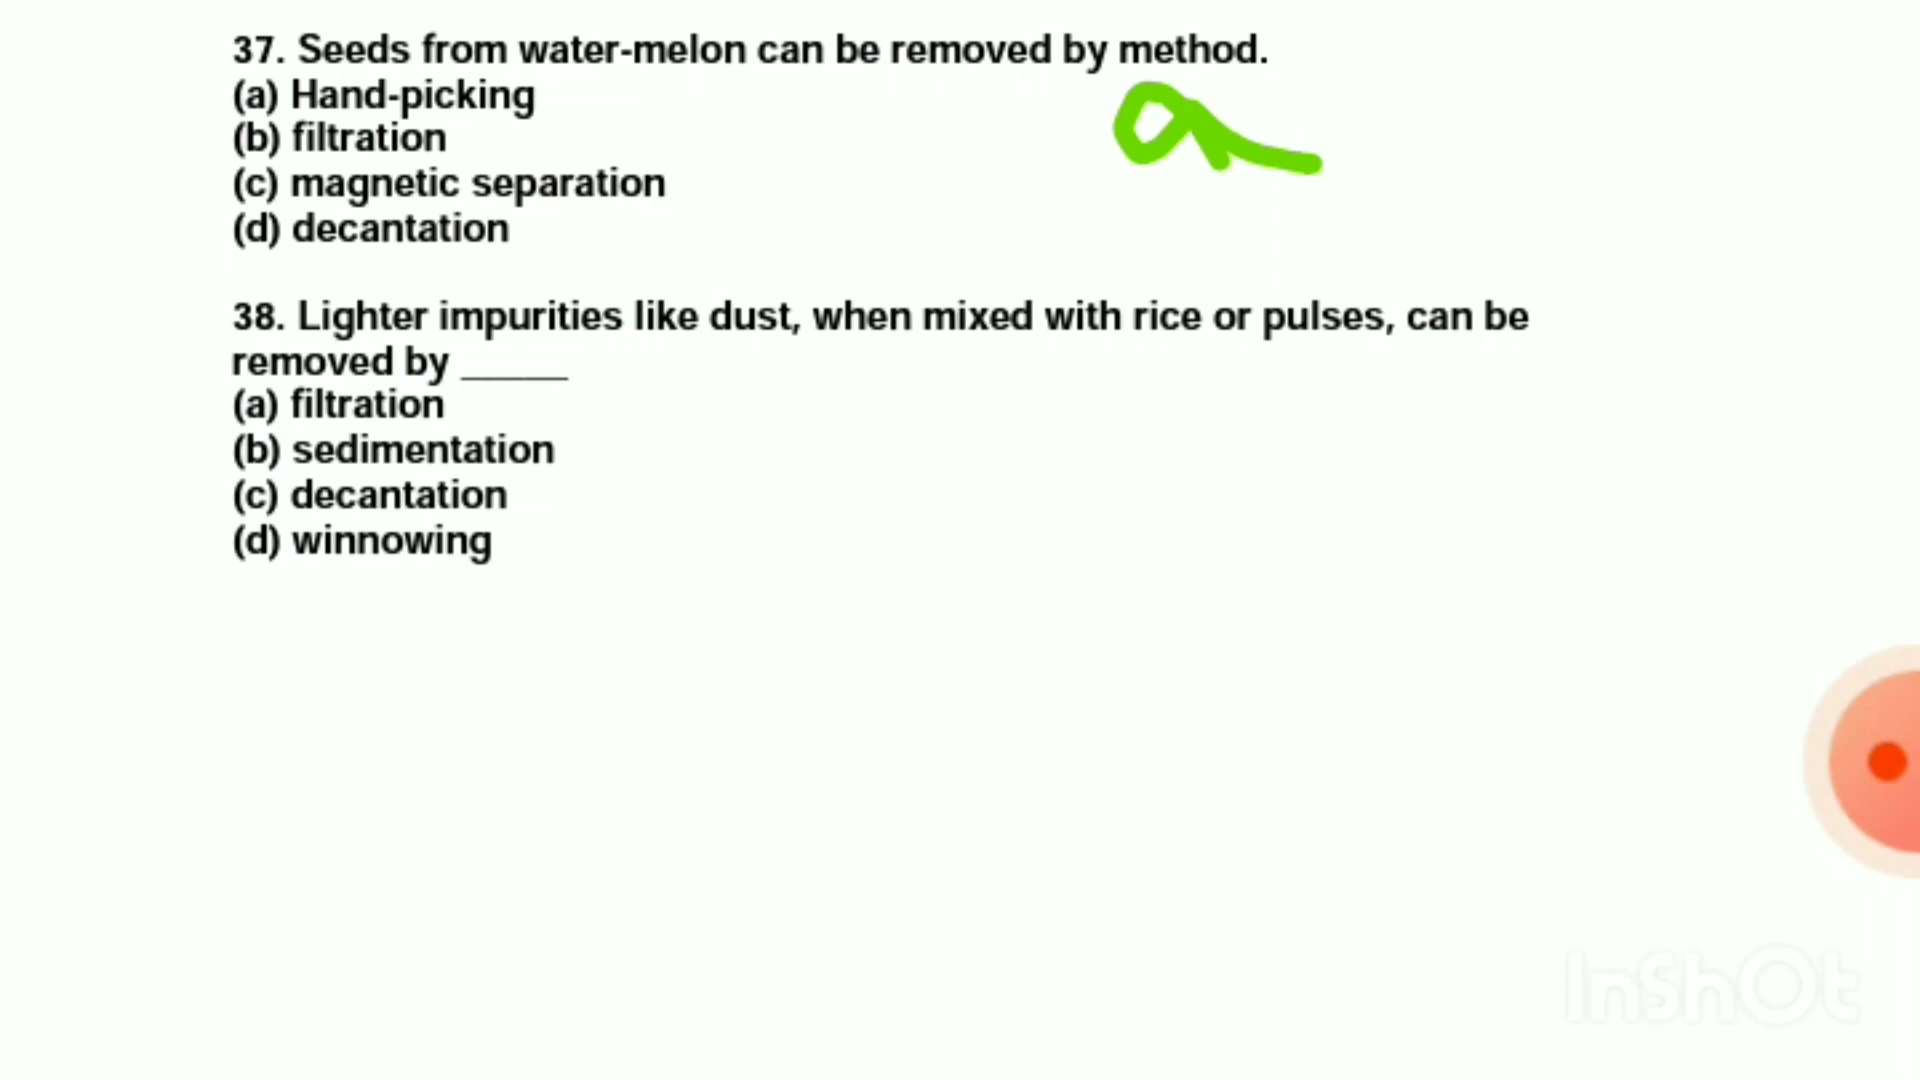 37. Seeds from water-melon can be removed by method.
(a) Hand-picking
a
(b) filtration
(c) magnetic separation
(d) decantation
38. Lighter impurities like dust, when mixed with rice or pulses, can be
removed by _____
(a) filtration
(b) sedimentation
(c) decantation
(d) winnowing
InShOt